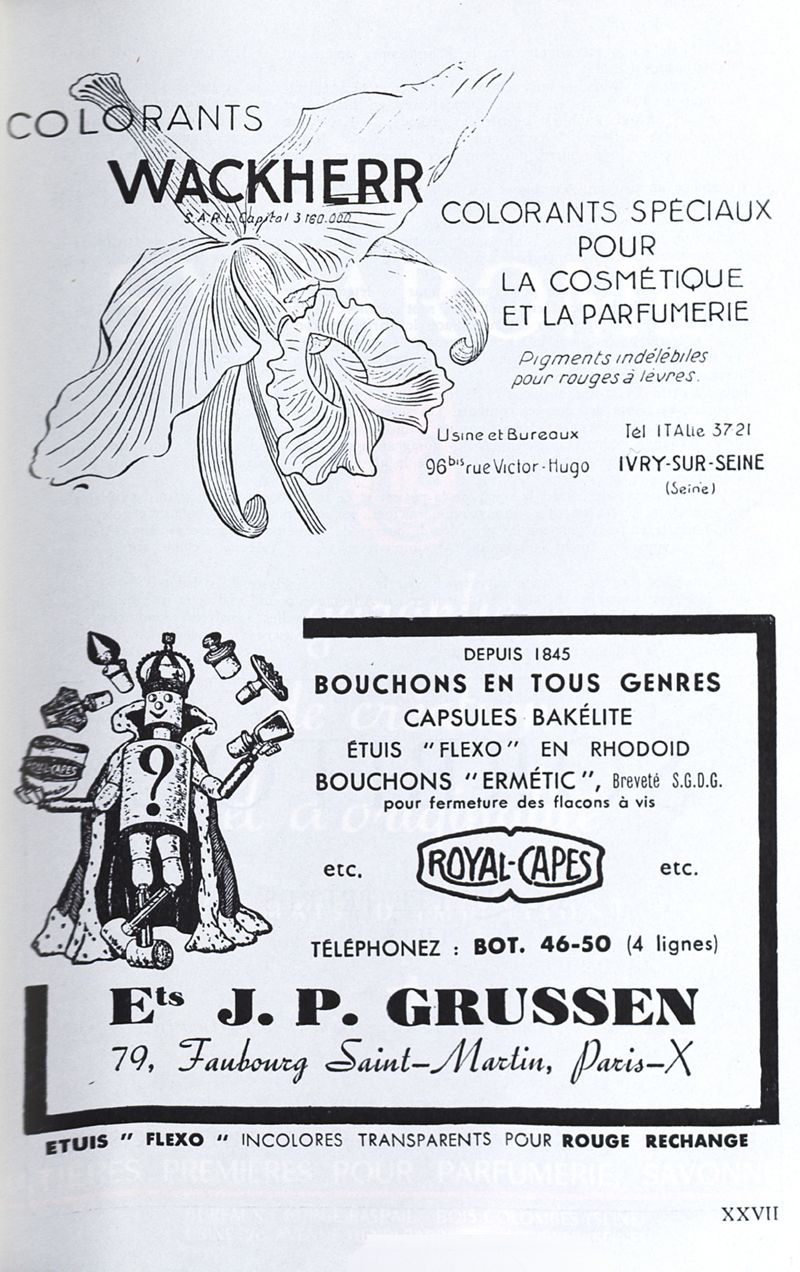 COLORANTS
WACKHERR
S.A.R.L. Capital 3 160.000
COLORANTS SPÉCIAUX
POUR
LA COSMÉTIQUE
ET LA PARFUMERIE
Pigments indélébiles
pour rouges à lèvres.
Usine et Bureaux
96bis rue Victor-Hugo
Tél ITAlie 3721
IVRY-SUR-SEINE
(Seine)
DEPUIS 1845
BOUCHONS EN TOUS GENRES
CAPSULES BAKÉLITE
ÉTUIS "FLEXO" EN RHODOID
BOUCHONS "ERMÉTIC", Breveté S.G.D.G.
pour fermeture des flacons à vis
etc. ROYAL-CAPES etc.
?
TÉLÉPHONEZ : BOT. 46-50 (4 lignes)
Ets J. P. GRUSSEN
79, Faubourg Saint-Martin, Paris-X
ETUIS " FLEXO " INCOLORES TRANSPARENTS POUR ROUGE RECHANGE
XXVII